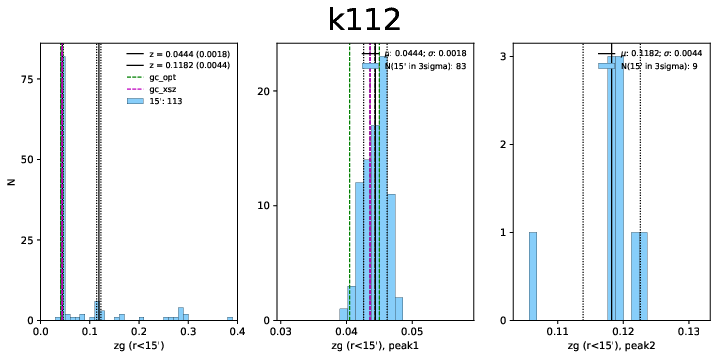 k112
z = 0.0444 (0.0018)
z = 0.1182 (0.0044)
gc_opt
gc_xsz
15': 113
N
75
50
25
0
0.0 0.1 0.2 0.3 0.4
zg (r<15')
μ: 0.0444; σ: 0.0018
N(15' in 3sigma): 83
20
10
0
0.03 0.04 0.05
zg (r<15'), peak1
μ: 0.1182; σ: 0.0044
N(15' in 3sigma): 9
3
2
1
0
0.11 0.12 0.13
zg (r<15'), peak2